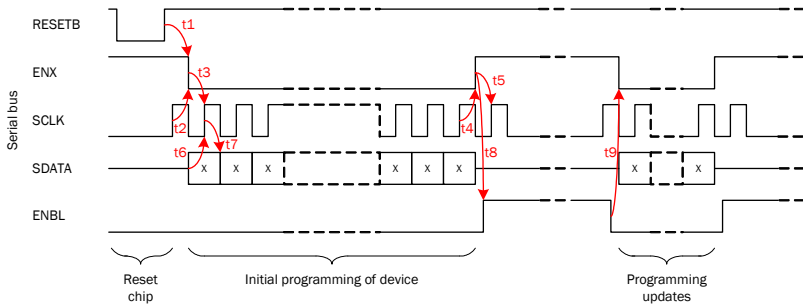 RESETB
t1
ENX
t3
t5
Serial bus
SCLK
t2
t4
t6
t7
t8
t9
SDATA
X X X X X X X X
ENBL
Reset
chip
Initial programming of device
Programming
updates